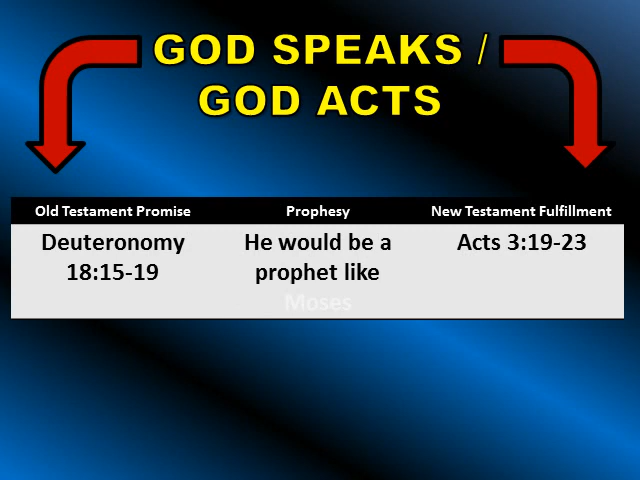 GOD SPEAKS /
GOD ACTS
Old Testament Promise Prophesy New Testament Fulfillment
Deuteronomy He would be a Acts 3:19-23
18:15-19 prophet like
Moses